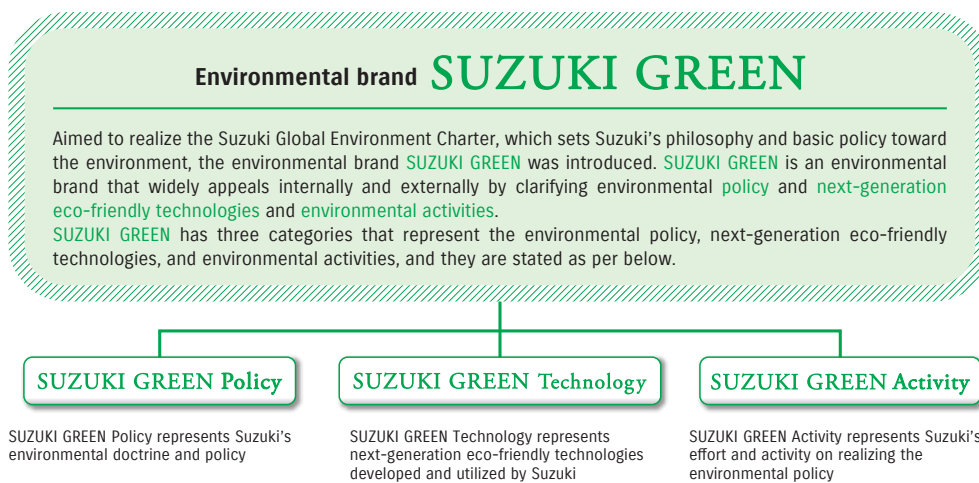 Environmental brand SUZUKI GREEN
Aimed to realize the Suzuki Global Environment Charter, which sets Suzuki's philosophy and basic policy toward
the environment, the environmental brand SUZUKI GREEN was introduced. SUZUKI GREEN is an environmental
brand that widely appeals internally and externally by clarifying environmental policy and next-generation
eco-friendly technologies and environmental activities.
SUZUKI GREEN has three categories that represent the environmental policy, next-generation eco-friendly
technologies, and environmental activities, and they are stated as per below.
SUZUKI GREEN Policy
SUZUKI GREEN Policy represents Suzuki's
environmental doctrine and policy
SUZUKI GREEN Technology
SUZUKI GREEN Technology represents
next-generation eco-friendly technologies
developed and utilized by Suzuki
SUZUKI GREEN Activity
SUZUKI GREEN Activity represents Suzuki's
effort and activity on realizing the
environmental policy